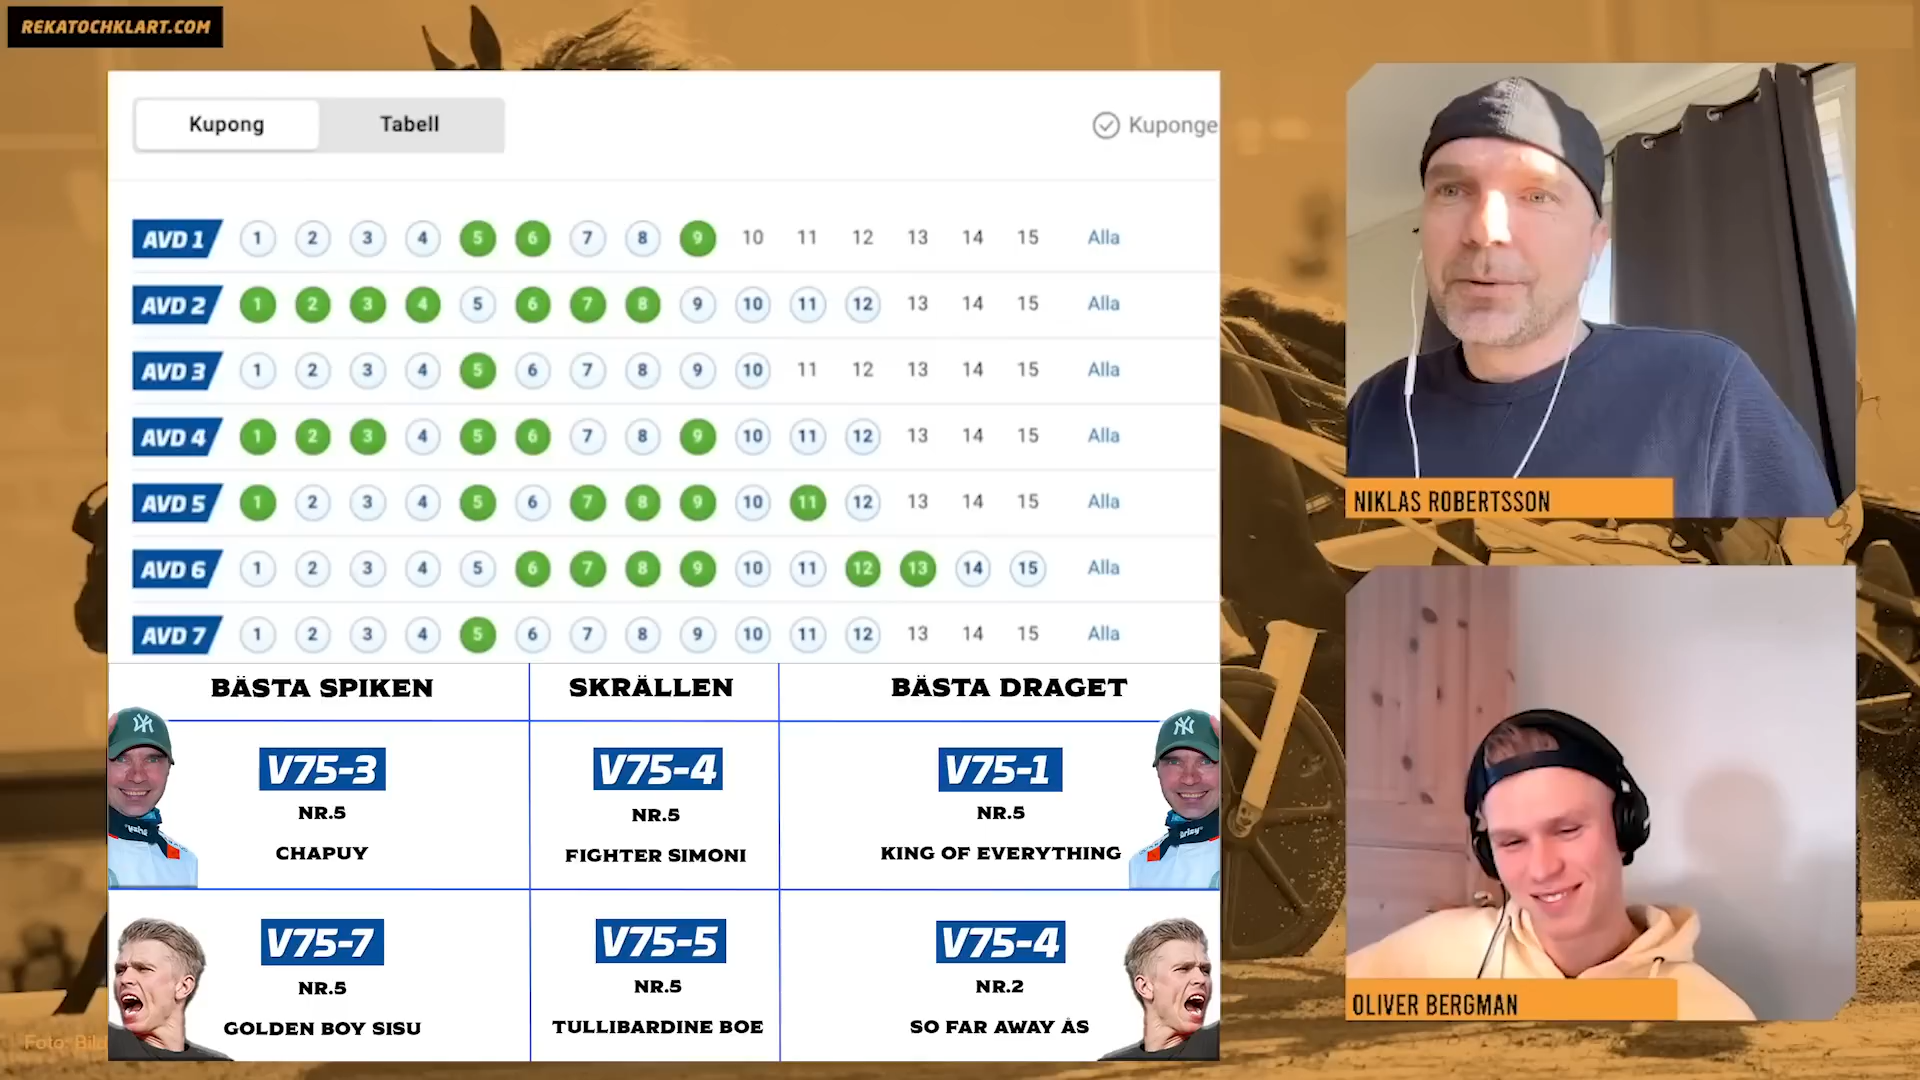 REKATOCHKLART.COM
Kupong Tabell
Kuponge
AVD 1 1 2 3 4 5 6 7 8 9 10 11 12 13 14 15 Alla
AVD 2 1 2 3 4 5 6 7 8 9 10 11 12 13 14 15 Alla
AVD 3 1 2 3 4 5 6 7 8 9 10 11 12 13 14 15 Alla
AVD 4 1 2 3 4 5 6 7 8 9 10 11 12 13 14 15 Alla
AVD 5 1 2 3 4 5 6 7 8 9 10 11 12 13 14 15 Alla
AVD 6 1 2 3 4 5 6 7 8 9 10 11 12 13 14 15 Alla
AVD 7 1 2 3 4 5 6 7 8 9 10 11 12 13 14 15 Alla
BÄSTA SPIKEN SKRÄLLEN BÄSTA DRAGET
V75-3 V75-4 V75-1
NR.5 NR.5 NR.5
CHAPUY FIGHTER SIMONI KING OF EVERYTHING
V75-7 V75-5 V75-4
NR.5 NR.5 NR.2
GOLDEN BOY SISU TULLIBARDINE BOE SO FAR AWAY ÅS
NIKLAS ROBERTSSON
OLIVER BERGMAN
Foto: Bild